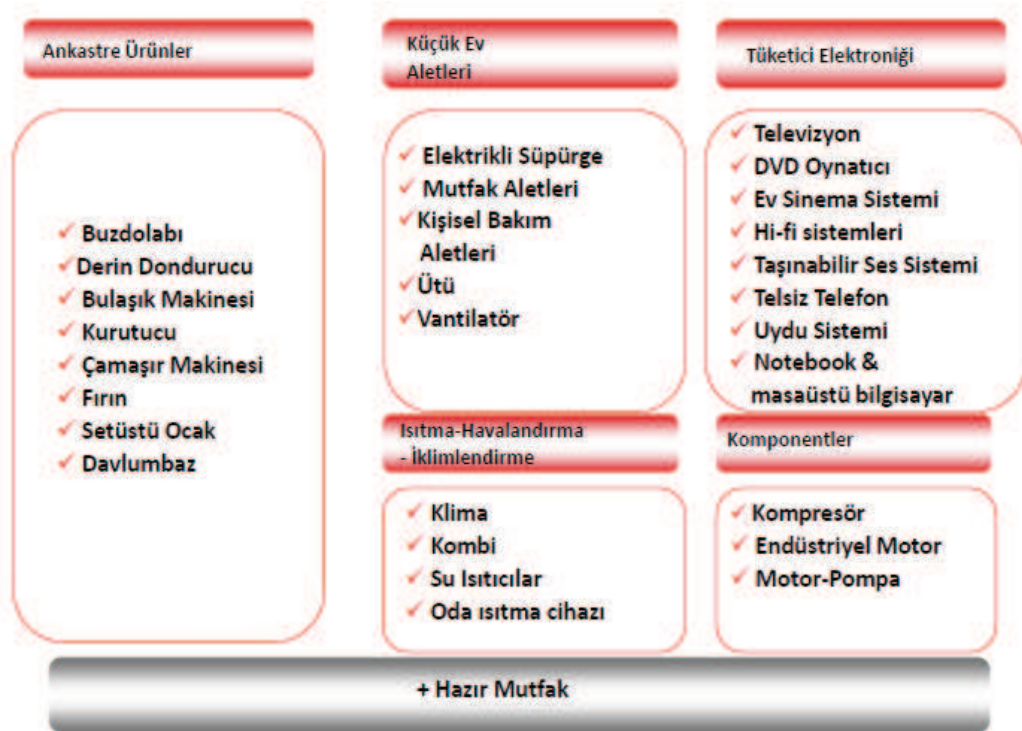 Ankastre Ürünler
Buzdolabı
Derin Dondurucu
Bulaşık Makinesi
Kurutucu
Çamaşır Makinesi
Fırın
Setüstü Ocak
Davlumbaz
Küçük Ev
Aletleri
Elektrikli Süpürge
Mutfak Aletleri
Kişisel Bakım
Aletleri
Ütü
Vantilatör
Isıtma-Havalandırma
- İklimlendirme
Klima
Kombi
Su Isıtıcılar
Oda ısıtma cihazı
Tüketici Elektroniği
Televizyon
DVD Oynatıcı
Ev Sinema Sistemi
Hi-fi sistemleri
Taşınabilir Ses Sistemi
Telsiz Telefon
Uydu Sistemi
Notebook &
masaüstü bilgisayar
Komponentler
Kompresör
Endüstriyel Motor
Motor-Pompa
+ Hazır Mutfak